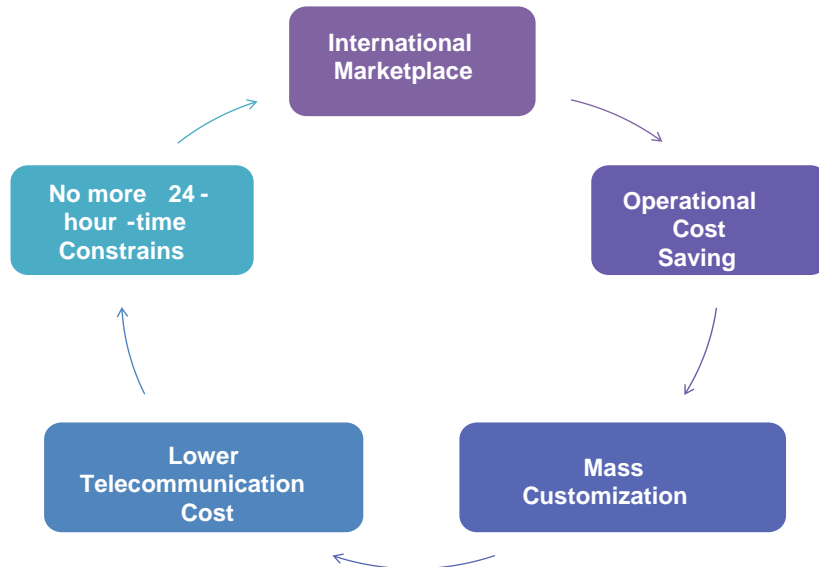 International
Marketplace
Operational
Cost
Saving
Mass
Customization
Lower
Telecommunication
Cost
No more 24 -
hour -time
Constrains